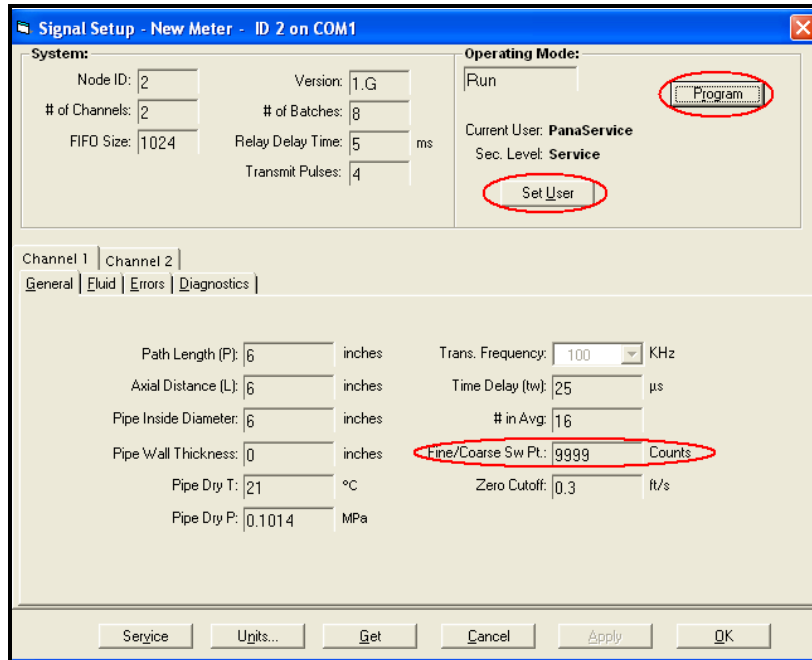 Signal Setup - New Meter - ID 2 on COM1
System:
Node ID: 2 Version: 1.G
# of Channels: 2 # of Batches: 8
FIFO Size: 1024 Relay Delay Time: 5 ms
Transmit Pulses: 4
Operating Mode:
Run
Program
Current User: PanaService
Sec. Level: Service
Set User
Channel 1 Channel 2
General Fluid Errors Diagnostics
Path Length (P): 6 inches Trans. Frequency: 100 KHz
Axial Distance (L): 6 inches Time Delay (tw): 25 µs
Pipe Inside Diameter: 6 inches # in Avg: 16
Pipe Wall Thickness: 0 inches Fine/Coarse Sw Pt.: 9999 Counts
Pipe Dry T: 21 °C Zero Cutoff: 0.3 ft/s
Pipe Dry P: 0.1014 MPa
Service Units... Get Cancel Apply OK